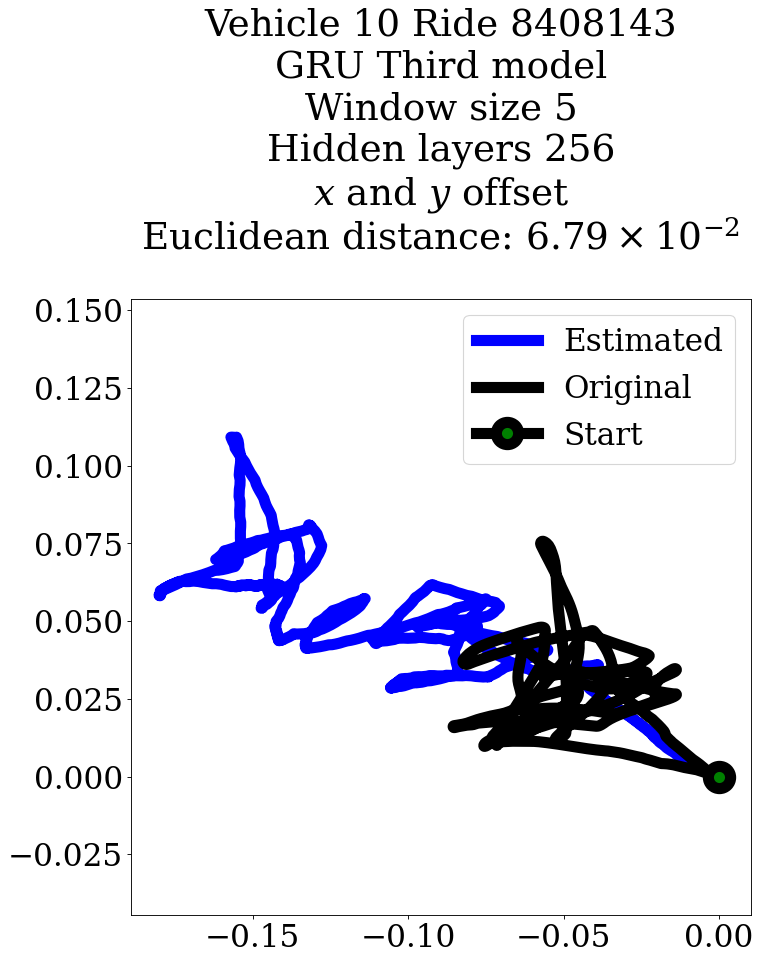 Vehicle 10 Ride 8408143
GRU Third model
Window size 5
Hidden layers 256
x and y offset
Euclidean distance: 6.79 × 10⁻²
0.150
0.125
0.100
0.075
0.050
0.025
0.000
−0.025
Estimated
Original
Start
−0.15 −0.10 −0.05 0.00